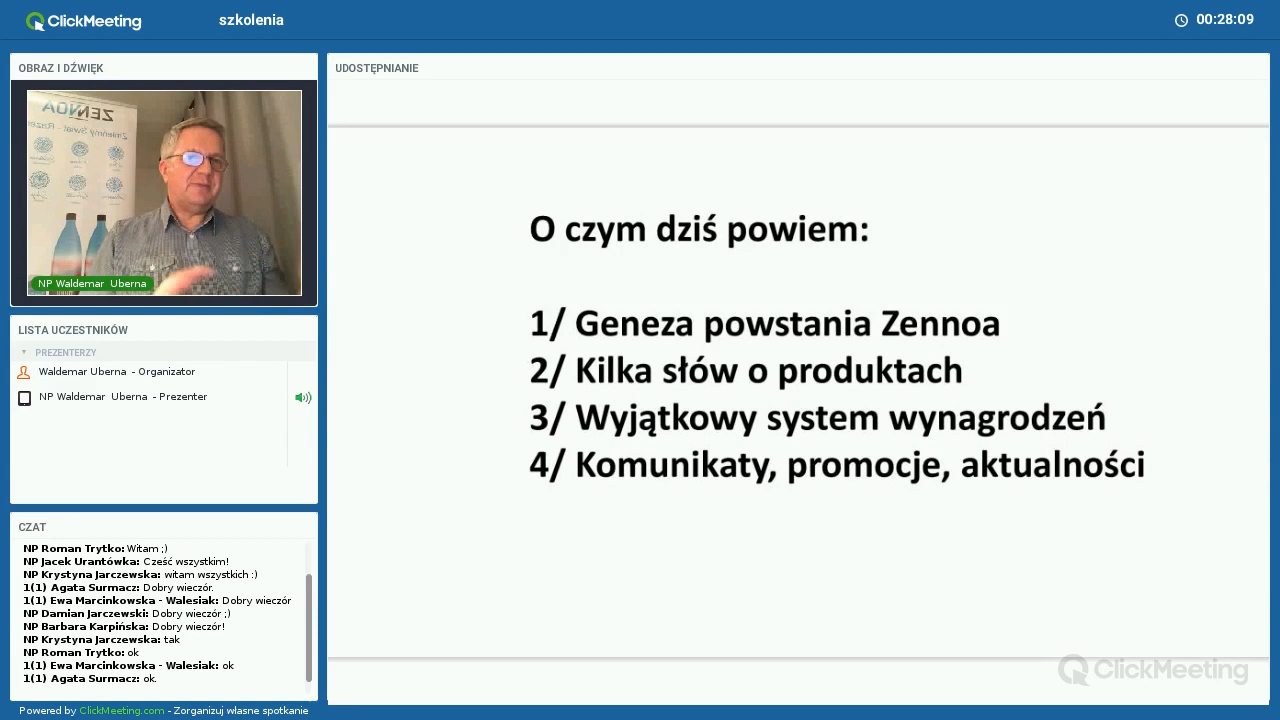 ClickMeeting
szkolenia
00:28:09
OBRAZ I DŹWIĘK
ZENNOA
NP Waldemar Uberna
LISTA UCZESTNIKÓW
PREZENTERZY
Waldemar Uberna - Organizator
NP Waldemar Uberna - Prezenter
CZAT
NP Roman Trytko: Witam ;)
NP Jacek Urantówka: Cześć wszystkim!
NP Krystyna Jarczewska: witam wszystkich :)
1(1) Agata Surmacz: Dobry wieczór.
1(1) Ewa Marcinkowska - Walesiak: Dobry wieczór
NP Damian Jarczewski: Dobry wieczór ;)
NP Barbara Karpińska: Dobry wieczór!
NP Krystyna Jarczewska: tak
NP Roman Trytko: ok
1(1) Ewa Marcinkowska - Walesiak: ok
1(1) Agata Surmacz: ok.
Powered by ClickMeeting.com - Zorganizuj własne spotkanie
UDOSTĘPNIANIE
O czym dziś powiem:
1/ Geneza powstania Zennoa
2/ Kilka słów o produktach
3/ Wyjątkowy system wynagrodzeń
4/ Komunikaty, promocje, aktualności
ClickMeeting